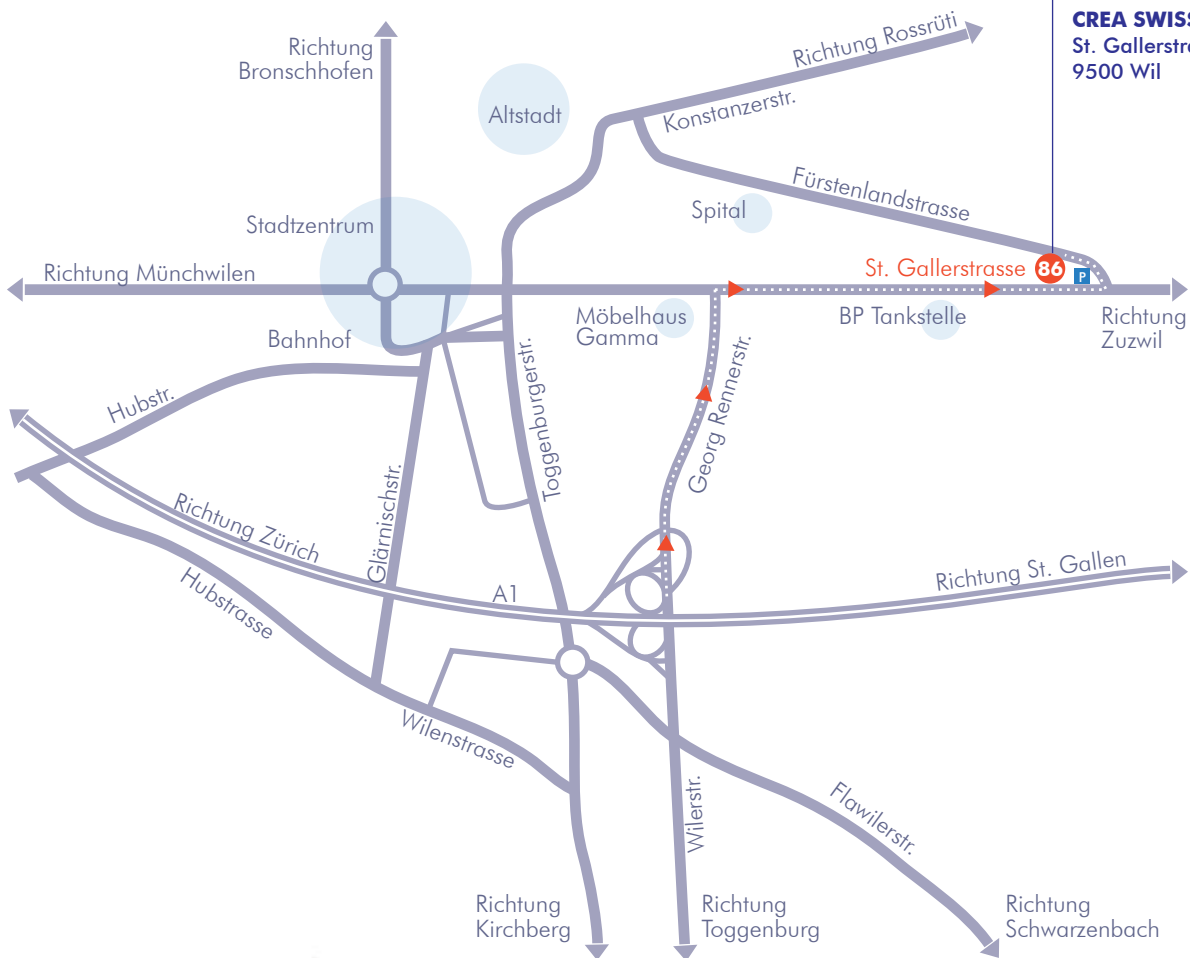 CREA SWISS
St. Gallerstra
9500 Wil
Richtung
Bronschhofen
Altstadt
Richtung Rossrüti
Konstanzerstr.
Fürstenlandstrasse
Spital
Stadtzentrum
Richtung Münchwilen
St. Gallerstrasse 86
P
Möbelhaus
Gamma
BP Tankstelle
Richtung
Zuzwil
Bahnhof
Hubstr.
Toggenburgerstr.
Georg Rennerstr.
Glärnischstr.
Richtung Zürich
Hubstrasse
A1
Richtung St. Gallen
Wilenstrasse
Wilerstr.
Flawilerstr.
Richtung
Kirchberg
Richtung
Toggenburg
Richtung
Schwarzenbach